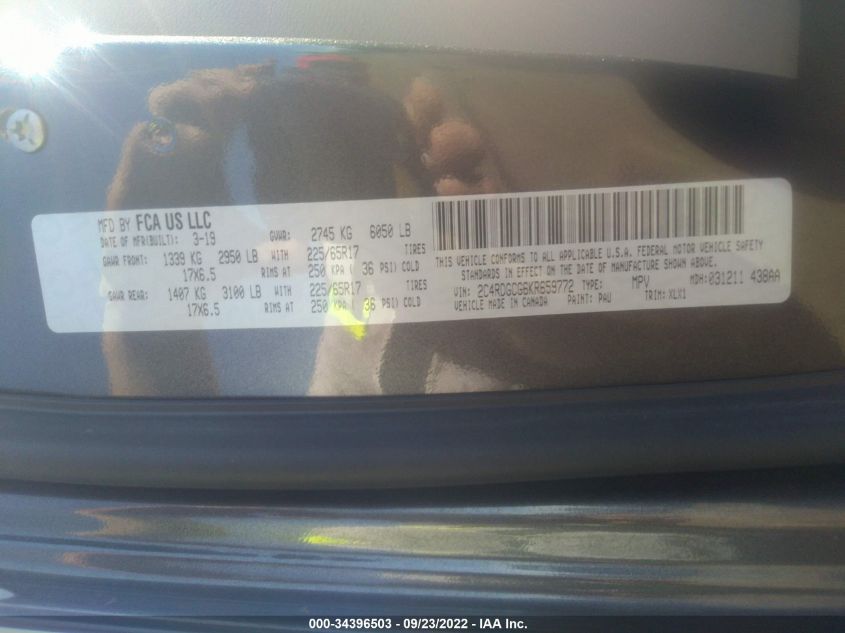 MFD BY FCA US LLC
DATE OF MFR(BUILT): 3-19 GVWR: 2745 KG 6050 LB
GAWR FRONT: 1339 KG 2950 LB WITH 225/65R17 TIRES
17X6.5 RIMS AT 250 KPA ( 36 PSI) COLD
GAWR REAR: 1407 KG 3100 LB WITH 225/65R17 TIRES
17X6.5 RIMS AT 250 KPA ( 36 PSI) COLD
THIS VEHICLE CONFORMS TO ALL APPLICABLE U.S.A. FEDERAL MOTOR VEHICLE SAFETY
STANDARDS IN EFFECT ON THE DATE OF MANUFACTURE SHOWN ABOVE.
VIN: 2C4RDGCG6KR659772 TYPE: MPV MDH: 031211 438AA
VEHICLE MADE IN CANADA PAINT: PAU TRIM: XLX1
000-34396503 - 09/23/2022 - IAA Inc.